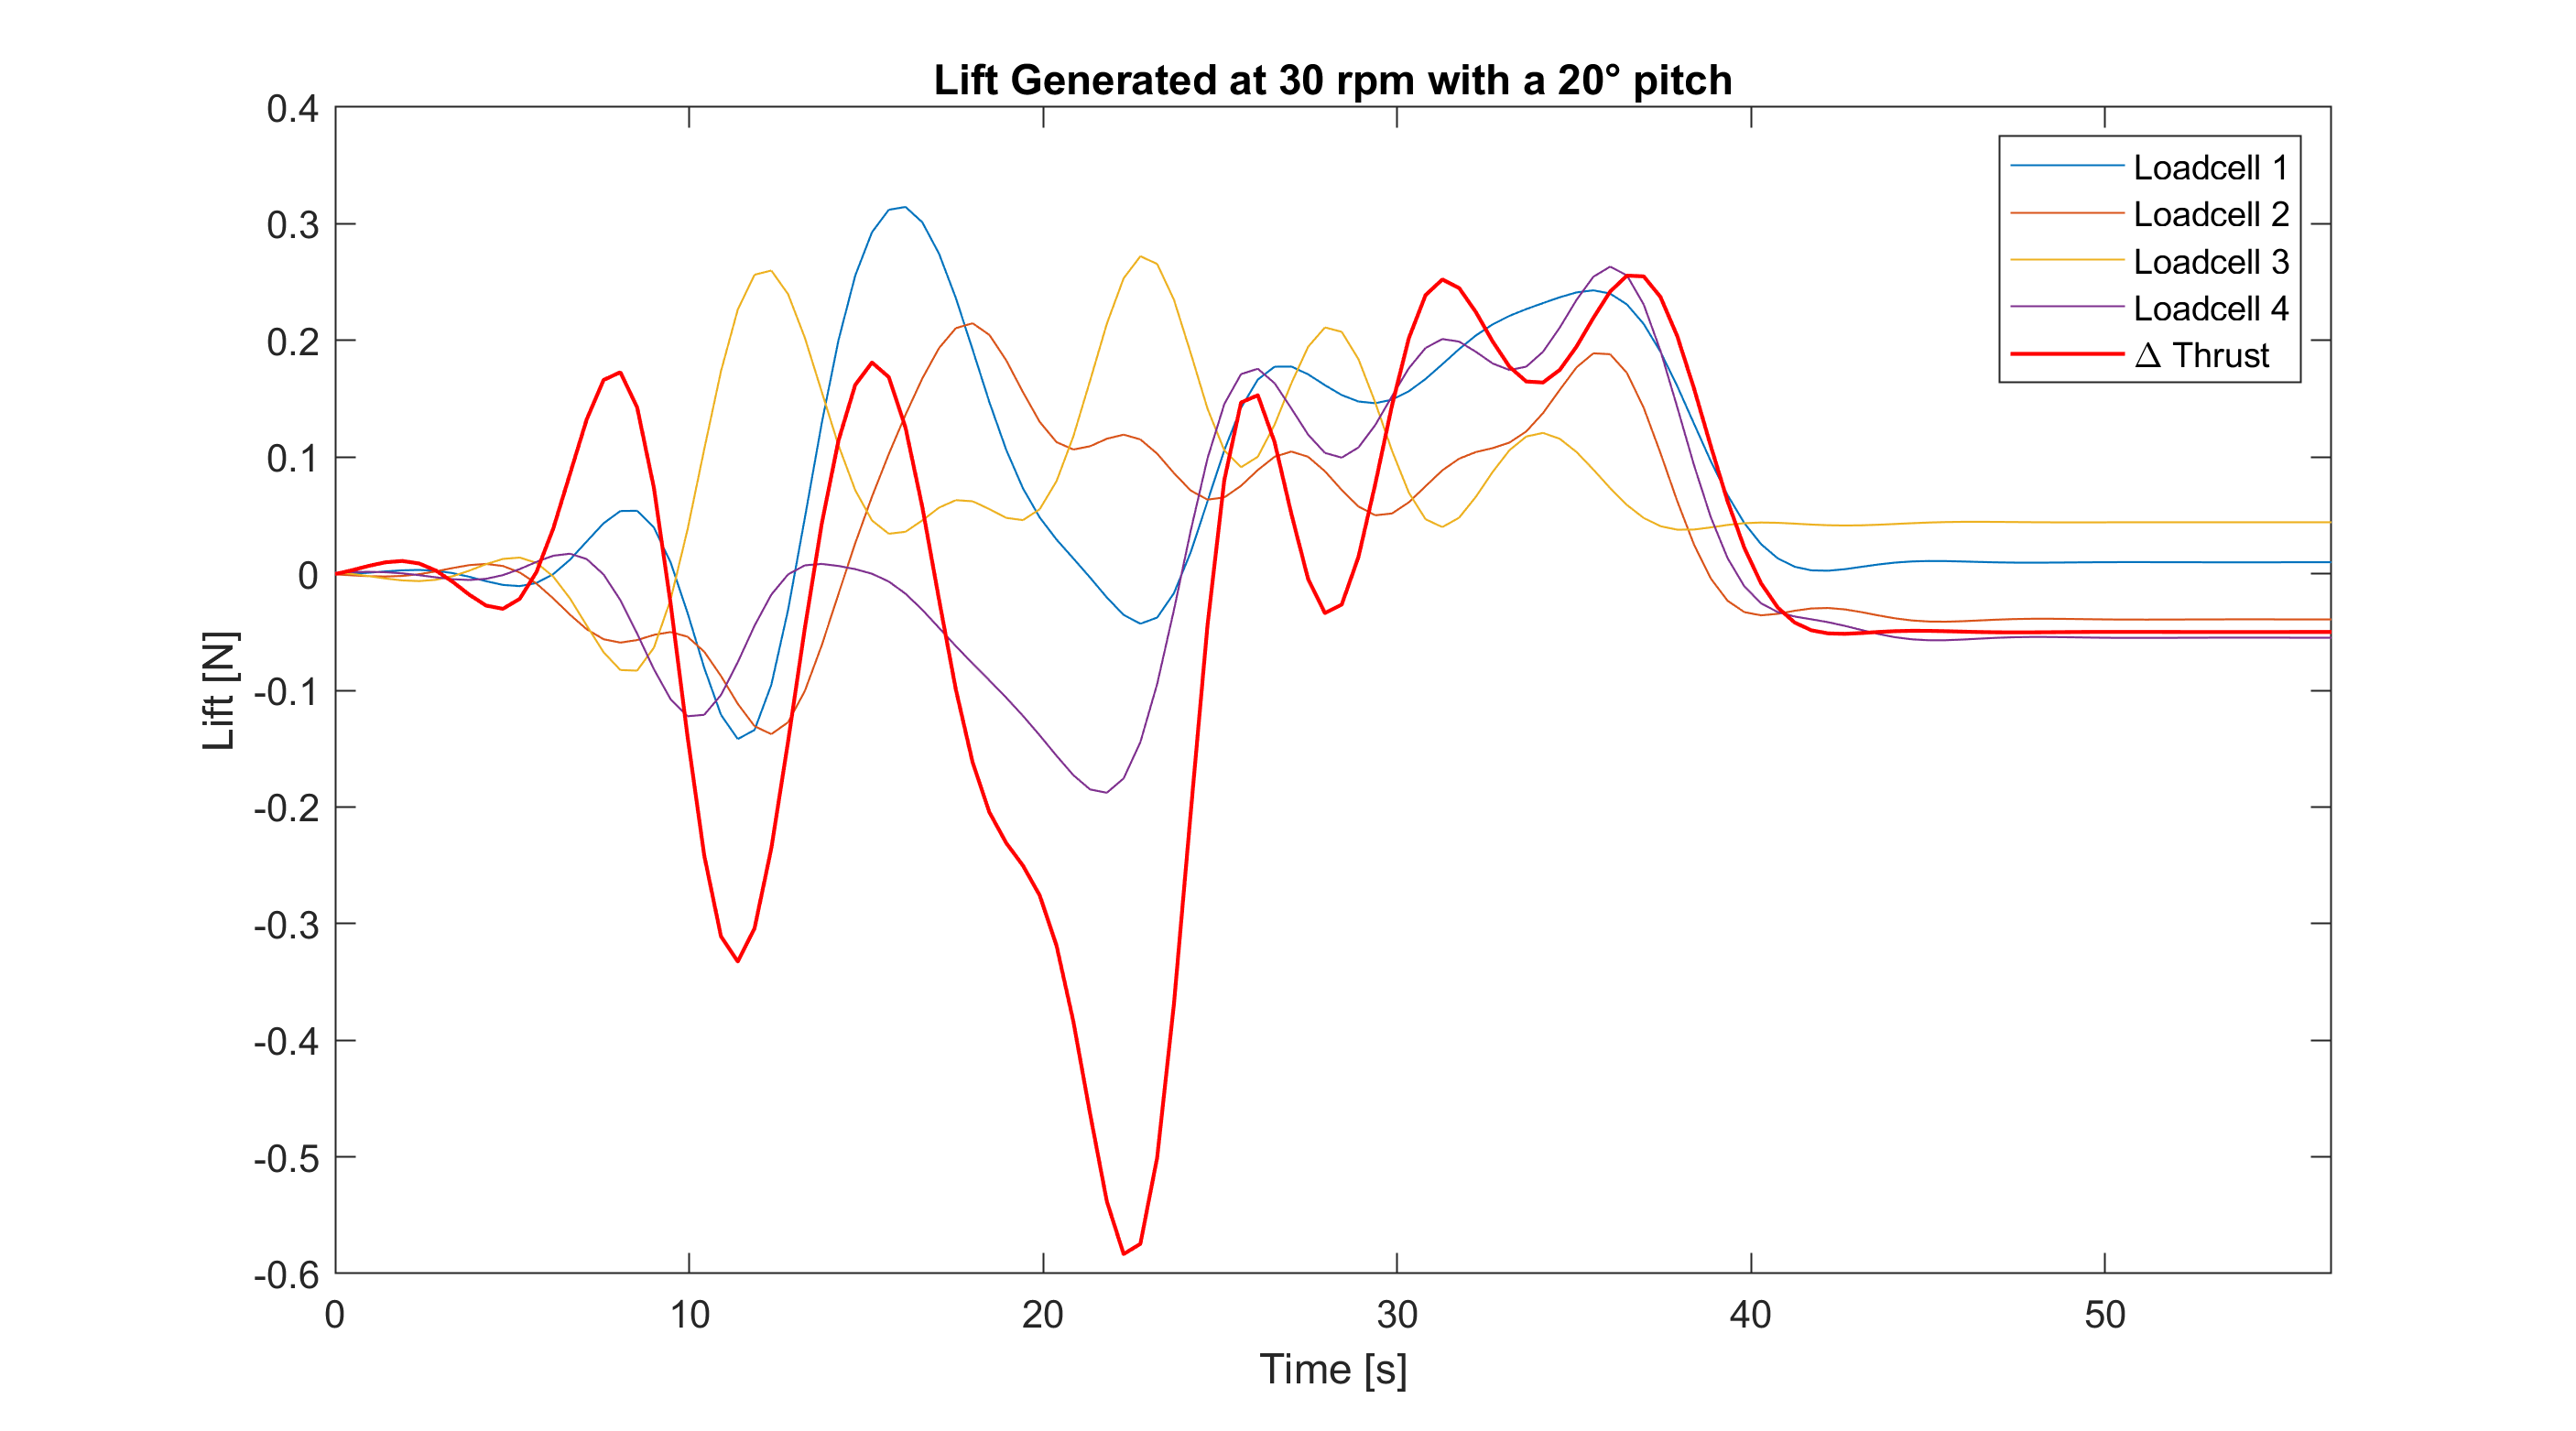 Lift Generated at 30 rpm with a 20° pitch
0.4
0.3
0.2
0.1
0
-0.1
-0.2
-0.3
-0.4
-0.5
-0.6
Lift [N]
Loadcell 1
Loadcell 2
Loadcell 3
Loadcell 4
Δ Thrust
0 10 20 30 40 50
Time [s]